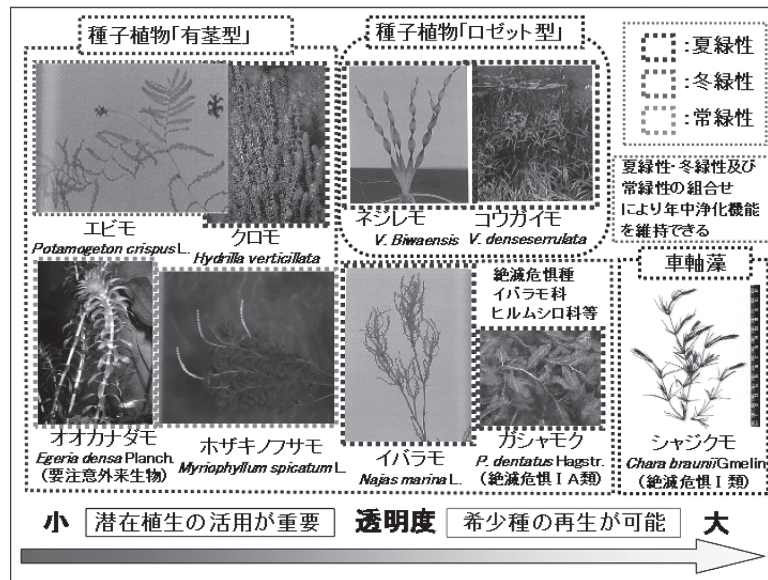 種子植物「有茎型」
種子植物「ロゼット型」
:夏緑性
:冬緑性
:常緑性
エビモ
Potamogeton crispus L.
クロモ
Hydrilla verticillata
ネジレモ
V. Biwaensis
コウガイモ
V. denseserrulata
夏緑性・冬緑性及び
常緑性の組合せ
により年中浄化機能
を維持できる
オオカナダモ
Egeria densa Planch.
(要注意外来生物)
ホザキノフサモ
Myriophyllum spicatum L.
イバラモ
Najas marina L.
絶滅危惧種
イバラモ科
ヒルムシロ科等
ガシャモク
P. dentatus Hagstr.
(絶滅危惧ⅠA類)
車軸藻
シャジクモ
Chara braunii Gmelin
(絶滅危惧Ⅰ類)
小 潜在植生の活用が重要 透明度 希少種の再生が可能 大